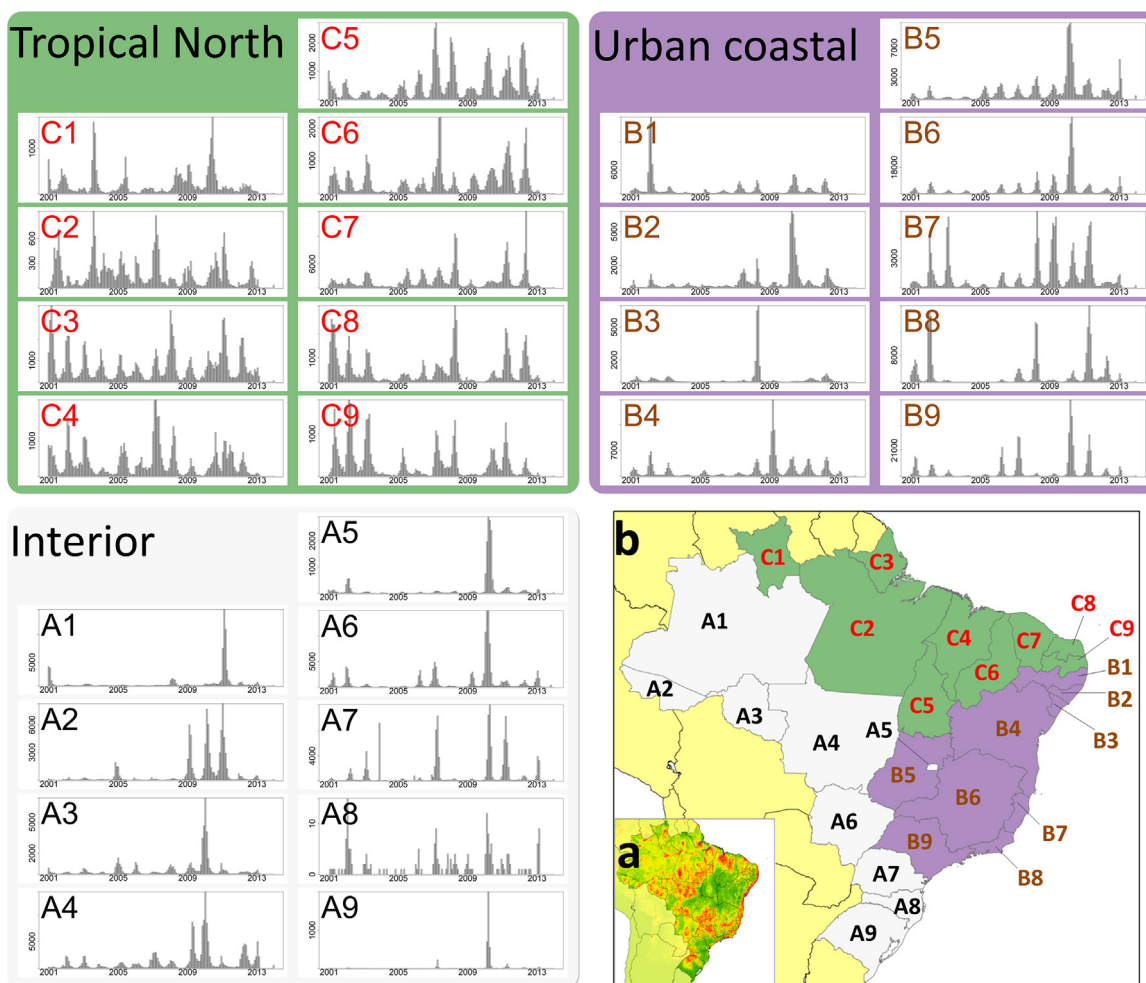 Tropical North
C5
2000
1000
2001 2005 2009 2013
C1
1000
2001 2005 2009 2013
C6
2000
1000
2001 2005 2009 2013
C2
600
300
2001 2005 2009 2013
C7
6000
2001 2005 2009 2013
C3
1000
2001 2005 2009 2013
C8
1000
2001 2005 2009 2013
C4
1000
2001 2005 2009 2013
C9
1000
2001 2005 2009 2013
Urban coastal
B5
7000
3000
2001 2005 2009 2013
B1
6000
2001 2005 2009 2013
B6
18000
2001 2005 2009 2013
B2
5000
2000
2001 2005 2009 2013
B7
3000
2001 2005 2009 2013
B3
5000
2000
2001 2005 2009 2013
B8
8000
2001 2005 2009 2013
B4
7000
2001 2005 2009 2013
B9
21000
2001 2005 2009 2013
Interior
A5
2000
1000
2001 2005 2009 2013
A1
5000
2001 2005 2009 2013
A6
5000
2001 2005 2009 2013
A2
6000
3000
2001 2005 2009 2013
A7
4000
2001 2005 2009 2013
A3
5000
2000
2001 2005 2009 2013
A8
10
0
2001 2005 2009 2013
A4
5000
2001 2005 2009 2013
A9
1000
2001 2005 2009 2013
b
C1
C3
C8
C9
A1
C2
C4
C7
C6
B1
A2
B2
A3
C5
B4
B3
A4
A5
B5
B6
A6
B9
B7
B8
a
A7
A8
A9